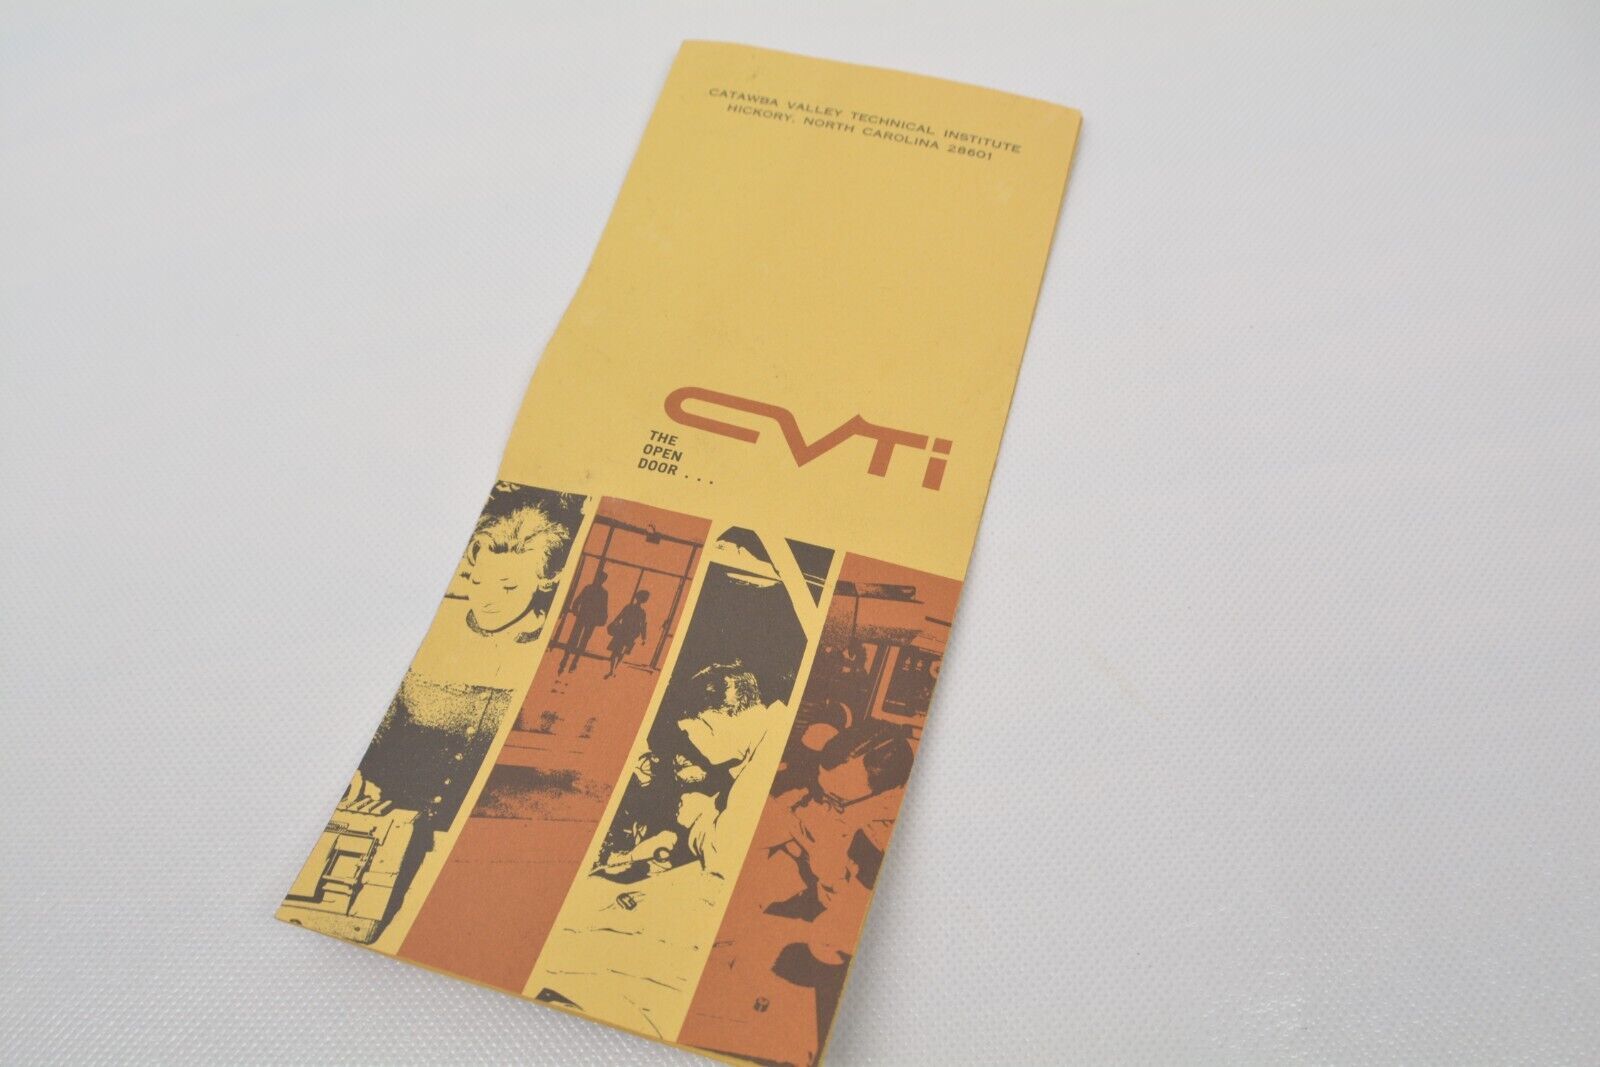 CATAWBA VALLEY TECHNICAL INSTITUTE
HICKORY, NORTH CAROLINA 28601
CVTi
THE
OPEN
DOOR . . .